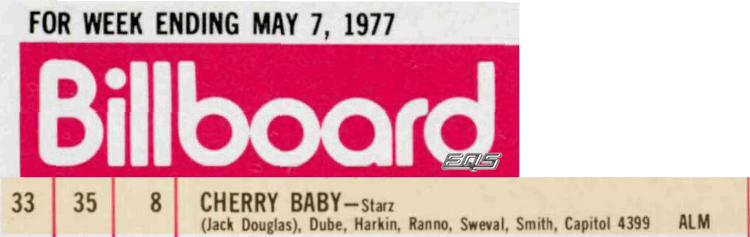 FOR WEEK ENDING MAY 7, 1977
Billboard
EQS
33 35 8 CHERRY BABY—Starz
(Jack Douglas), Dube, Harkin, Ranno, Sweval, Smith, Capitol 4399 ALM